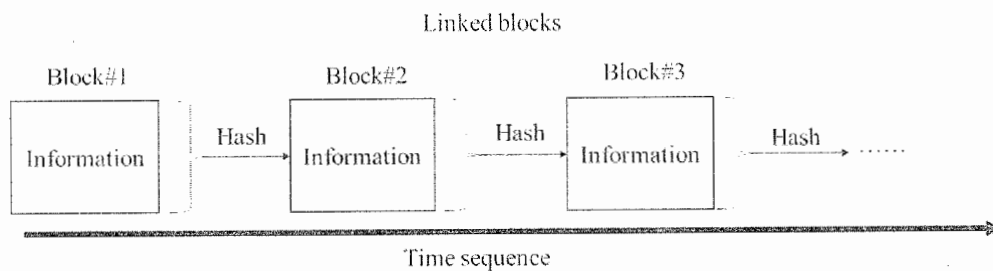 Linked blocks
Block#1 Block#2 Block#3
Information Hash Information Hash Information Hash ......
Time sequence